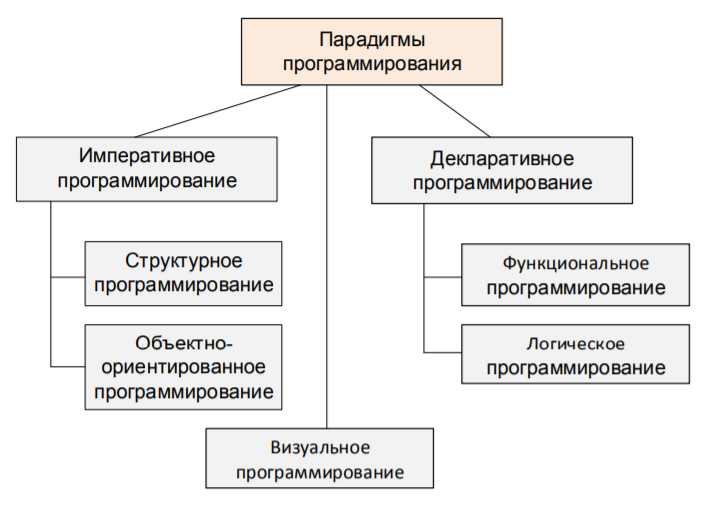 Парадигмы
программирования
Императивное
программирование
Декларативное
программирование
Структурное
программирование
Функциональное
программирование
Объектно-
ориентированное
программирование
Логическое
программирование
Визуальное
программирование